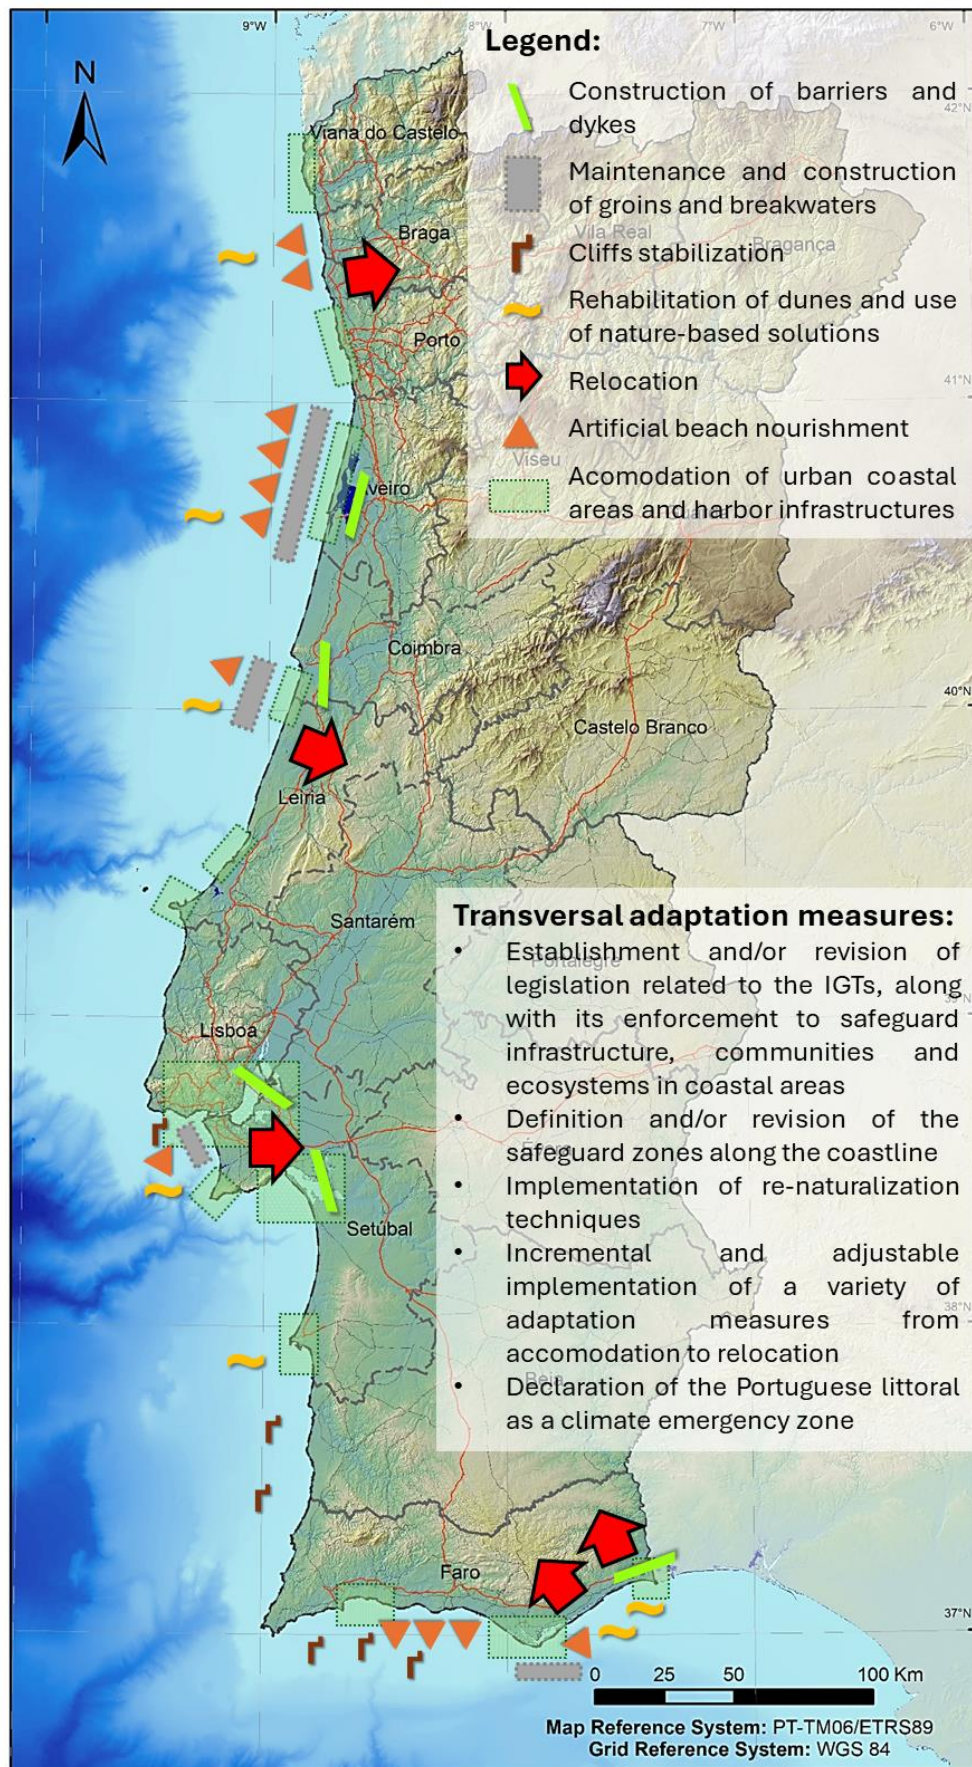 9°W
8°W
7°W
6°W
N
Legend:
Construction of barriers and
dykes
42°N
Maintenance and construction
of groins and breakwaters
Cliffs stabilization
Rehabilitation of dunes and use
of nature-based solutions
Relocation
41°N
Artificial beach nourishment
Acomodation of urban coastal
areas and harbor infrastructures
Viana do Castelo
Braga
Vila Real
Bragança
Porto
Viseu
Aveiro
Coimbra
40°N
Castelo Branco
Leiria
Santarém
Portalegre
Lisboa
Évora
Setúbal
Beja
Faro
Transversal adaptation measures:
• Establishment and/or revision of
legislation related to the IGTs, along
with its enforcement to safeguard
infrastructure, communities and
ecosystems in coastal areas
• Definition and/or revision of the
safeguard zones along the coastline
• Implementation of re-naturalization
techniques
• Incremental and adjustable
implementation of a variety of
adaptation measures from
accomodation to relocation
• Declaration of the Portuguese littoral
as a climate emergency zone
39°N
38°N
37°N
0 25 50 100 Km
Map Reference System: PT-TM06/ETRS89
Grid Reference System: WGS 84